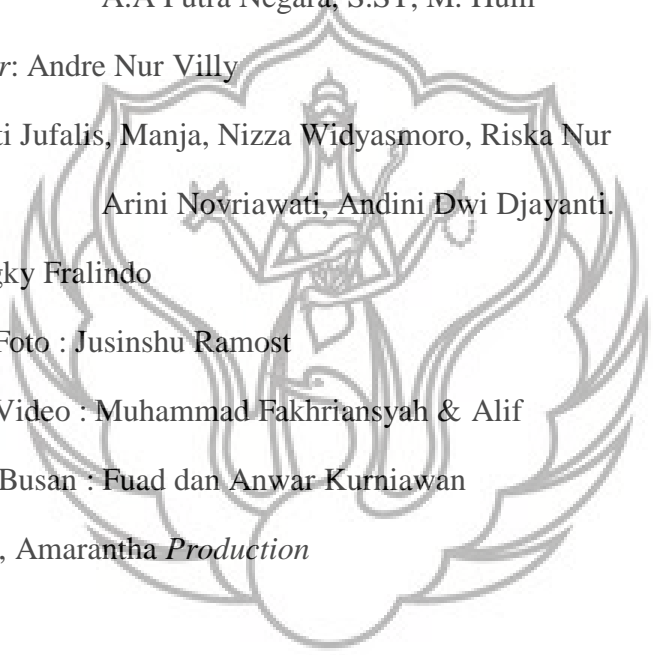 A.A Putra Negara, S.ST, M. Hum
r: Andre Nur Villy
ti Jufalis, Manja, Nizza Widyasmoro, Riska Nur
Arini Novriawati, Andini Dwi Djayanti.
gky Fralindo
Foto : Jusinshu Ramost
Video : Muhammad Fakhriansyah & Alif
Busan : Fuad dan Anwar Kurniawan
, Amarantha Production